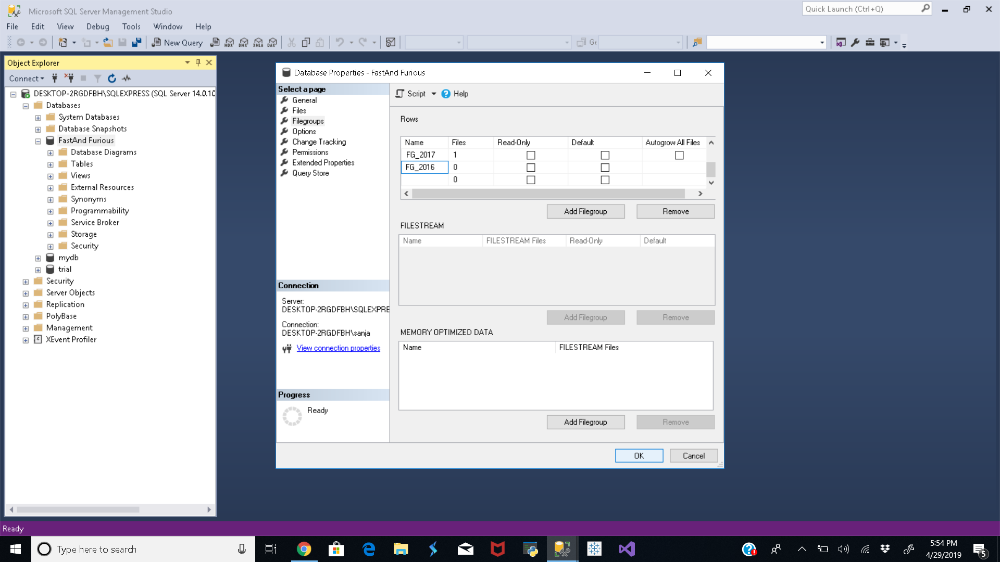 Microsoft SQL Server Management Studio
Quick Launch (Ctrl+Q)
File Edit View Debug Tools Window Help
New Query MDX DMX XMLA DAX
Object Explorer
Connect
DESKTOP-2RGDFBH\SQLEXPRESS (SQL Server 14.0.10
Databases
System Databases
Database Snapshots
FastAnd Furious
Database Diagrams
Tables
Views
External Resources
Synonyms
Programmability
Service Broker
Storage
Security
mydb
trial
Security
Server Objects
Replication
PolyBase
Management
XEvent Profiler
Database Properties - FastAnd Furious
Select a page
General
Files
Filegroups
Options
Change Tracking
Permissions
Extended Properties
Query Store
Connection
Server:
DESKTOP-2RGDFBH\SQLEXPRE
Connection:
DESKTOP-2RGDFBH\sanja
View connection properties
Progress
Ready
Script Help
Rows
Name Files Read-Only Default Autogrow All Files
FG_2017 1
FG_2016 0
0
Add Filegroup Remove
FILESTREAM
Name FILESTREAM Files Read-Only Default
Add Filegroup Remove
MEMORY OPTIMIZED DATA
Name FILESTREAM Files
Add Filegroup Remove
OK Cancel
Ready
Type here to search
5:54 PM
4/29/2019
5